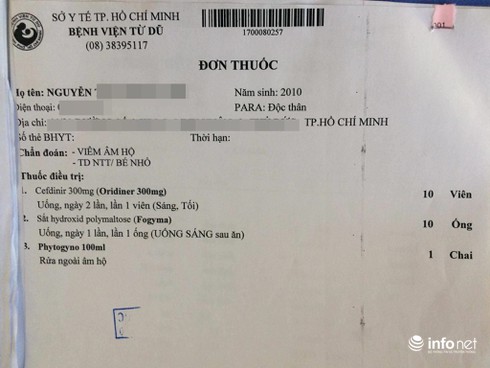 SỞ Y TẾ TP. HỒ CHÍ MINH
BỆNH VIỆN TỪ DŨ
(08) 38395117
1700080257
ĐƠN THUỐC
Họ tên: NGUYỄN
Năm sinh: 2010
Điện thoại:
PARA: Độc thân
Địa chỉ: TP.HỒ CHÍ MINH
Số thẻ BHYT:
Thời hạn:
Chẩn đoán: - VIÊM ÂM HỘ
- TD NTT/ BÉ NHỎ
Thuốc điều trị:
1. Cefdinir 300mg (Oridiner 300mg) 10 Viên
Uống, ngày 2 lần, lần 1 viên (Sáng, Tối)
2. Sắt hydroxid polymaltose (Fogyma) 10 Ống
Uống, ngày 1 lần, lần 1 ống (UỐNG SÁNG sau ăn)
3. Phytogyno 100ml 1 Chai
Rửa ngoài âm hộ
infonet